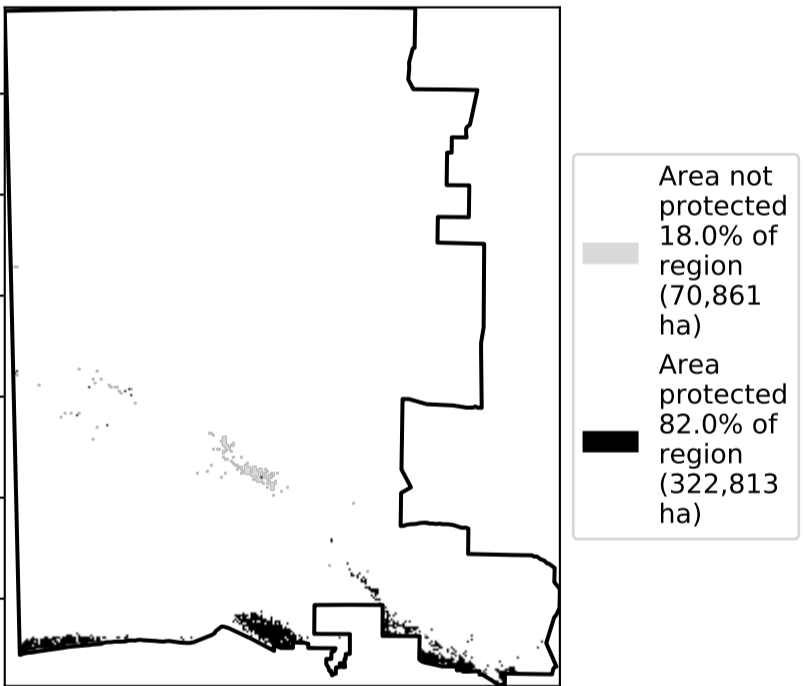 Area not
protected
18.0% of
region
(70,861
ha)
Area
protected
82.0% of
region
(322,813
ha)